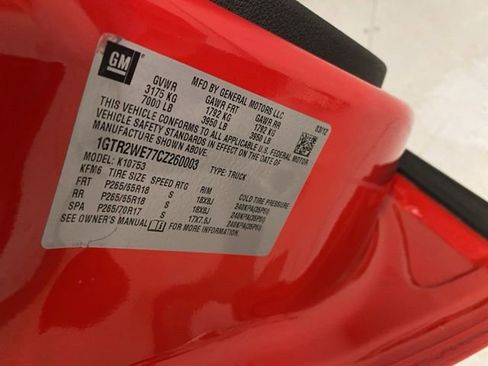 GM
MFD BY GENERAL MOTORS LLC
03/12
GVWR GAWR FRT GAWR RR
3175 KG 1792 KG 1792 KG
7000 LB 3950 LB 3950 LB
THIS VEHICLE CONFORMS TO ALL APPLICABLE U.S. FEDERAL MOTOR
VEHICLE SAFETY STANDARDS IN EFFECT ON THE DATE OF
MANUFACTURE SHOWN ABOVE.
1GTR2WE77CZ260003 TYPE: TRUCK
MODEL: K10753
KFM6 TIRE SIZE SPEED RTG RIM COLD TIRE PRESSURE
FRT P265/65R18 S 18X8J 240KPA(35PSI)
RR P265/65R18 S 18X8J 240KPA(35PSI)
SPA P265/70R17 S 17X7.5J 240KPA(35PSI)
SEE OWNER'S MANUAL FOR MORE INFORMATION.